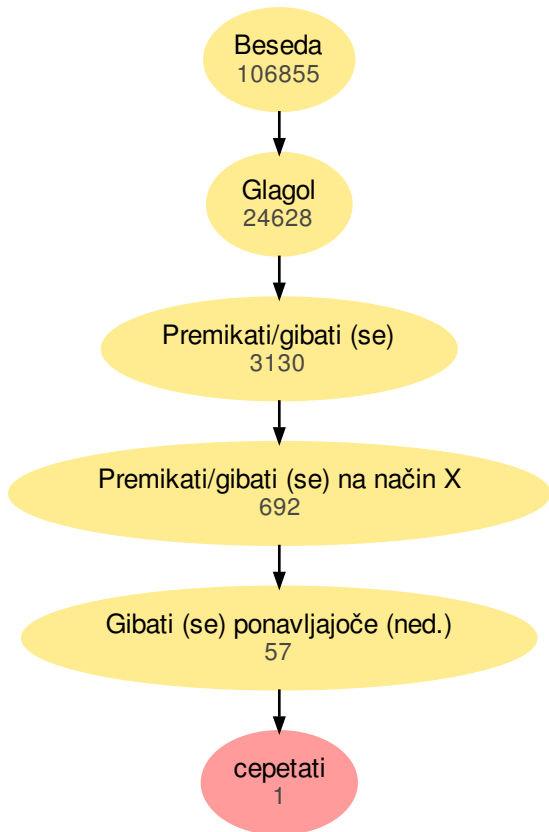 Beseda
106855
Glagol
24628
Premikati/gibati (se)
3130
Premikati/gibati (se) na način X
692
Gibati (se) ponavljajoče (ned.)
57
cepetati
1